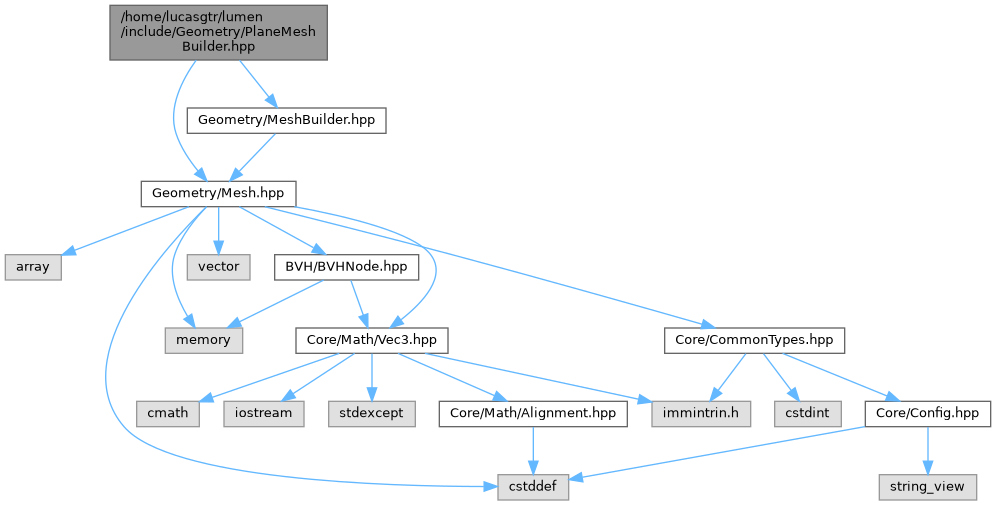 /home/lucasgtr/lumen
/include/Geometry/PlaneMesh
Builder.hpp
Geometry/MeshBuilder.hpp
Geometry/Mesh.hpp
array
vector
BVH/BVHNode.hpp
memory
Core/Math/Vec3.hpp
Core/CommonTypes.hpp
cmath
iostream
stdexcept
Core/Math/Alignment.hpp
immintrin.h
cstdint
Core/Config.hpp
cstddef
string_view